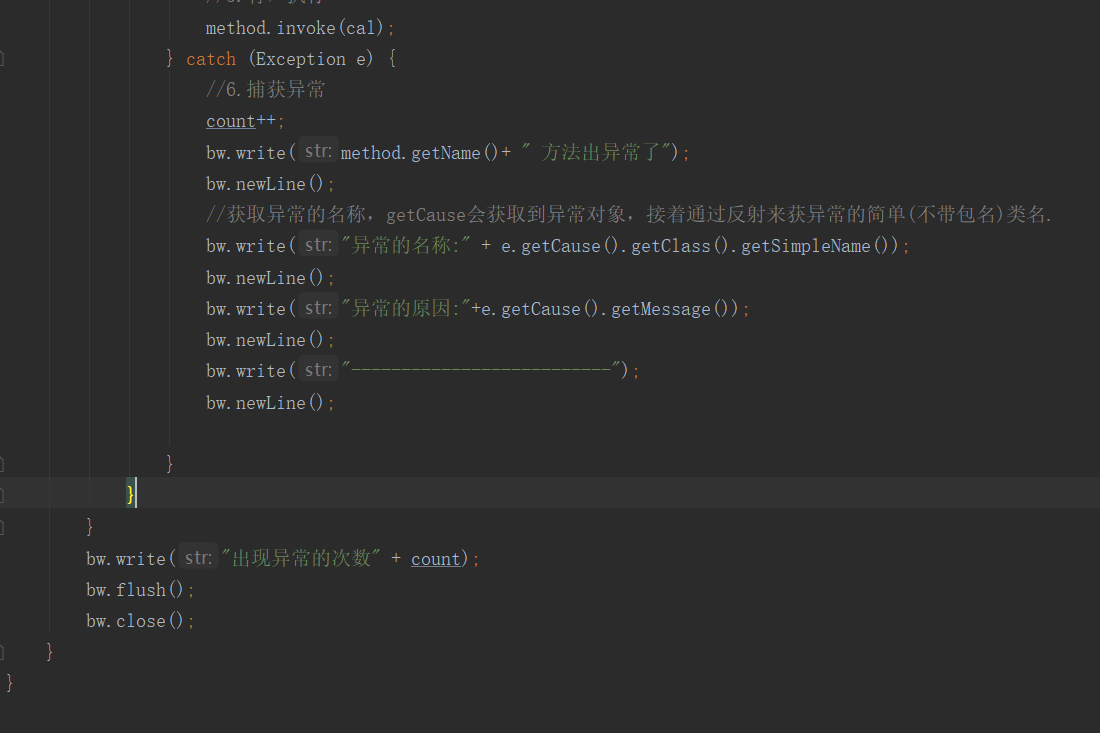 method.invoke(cal);
} catch (Exception e) {
//6.捕获异常
count++;
bw.write( str: method.getName()+ " 方法出异常了");
bw.newLine();
//获取异常的名称，getCause会获取到异常对象，接着通过反射来获异常的简单(不带包名)类名.
bw.write( str: "异常的名称:" + e.getCause().getClass().getSimpleName());
bw.newLine();
bw.write( str: "异常的原因:"+e.getCause().getMessage());
bw.newLine();
bw.write( str: "--------------------------");
bw.newLine();
}
}
}
bw.write( str: "出现异常的次数" + count);
bw.flush();
bw.close();
}
}